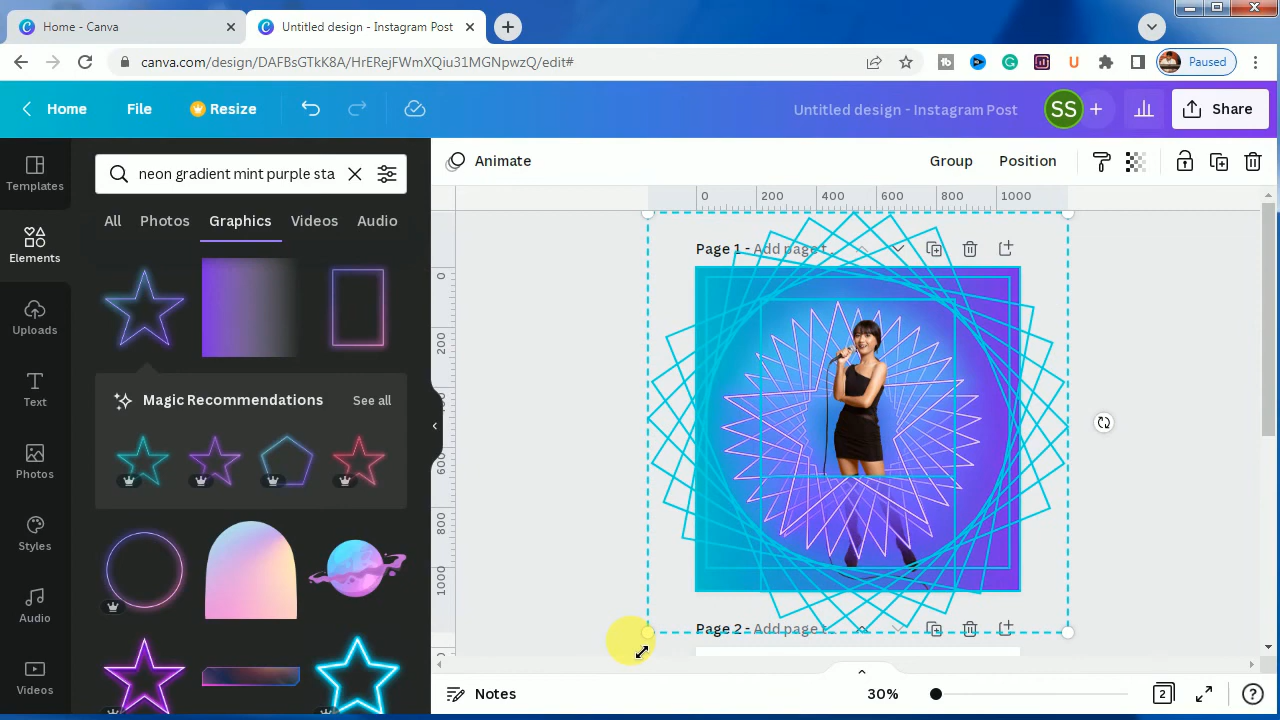 Home - Canva
Untitled design - Instagram Post
canva.com/design/DAFBsGTkK8A/HrERejFWmXQiu33MGNpwzQ/edit#
Paused
Home
File
Resize
Untitled design - Instagram Post
SS
Share
Templates
Elements
Uploads
Text
Photos
Styles
Audio
Videos
neon gradient mint purple sta
All
Photos
Graphics
Videos
Audio
Magic Recommendations
See all
Animate
Group
Position
0
200
400
600
800
1000
0
200
600
800
1000
Page 1 - Add page t...
Page 2 - Add page t...
Notes
30%
2